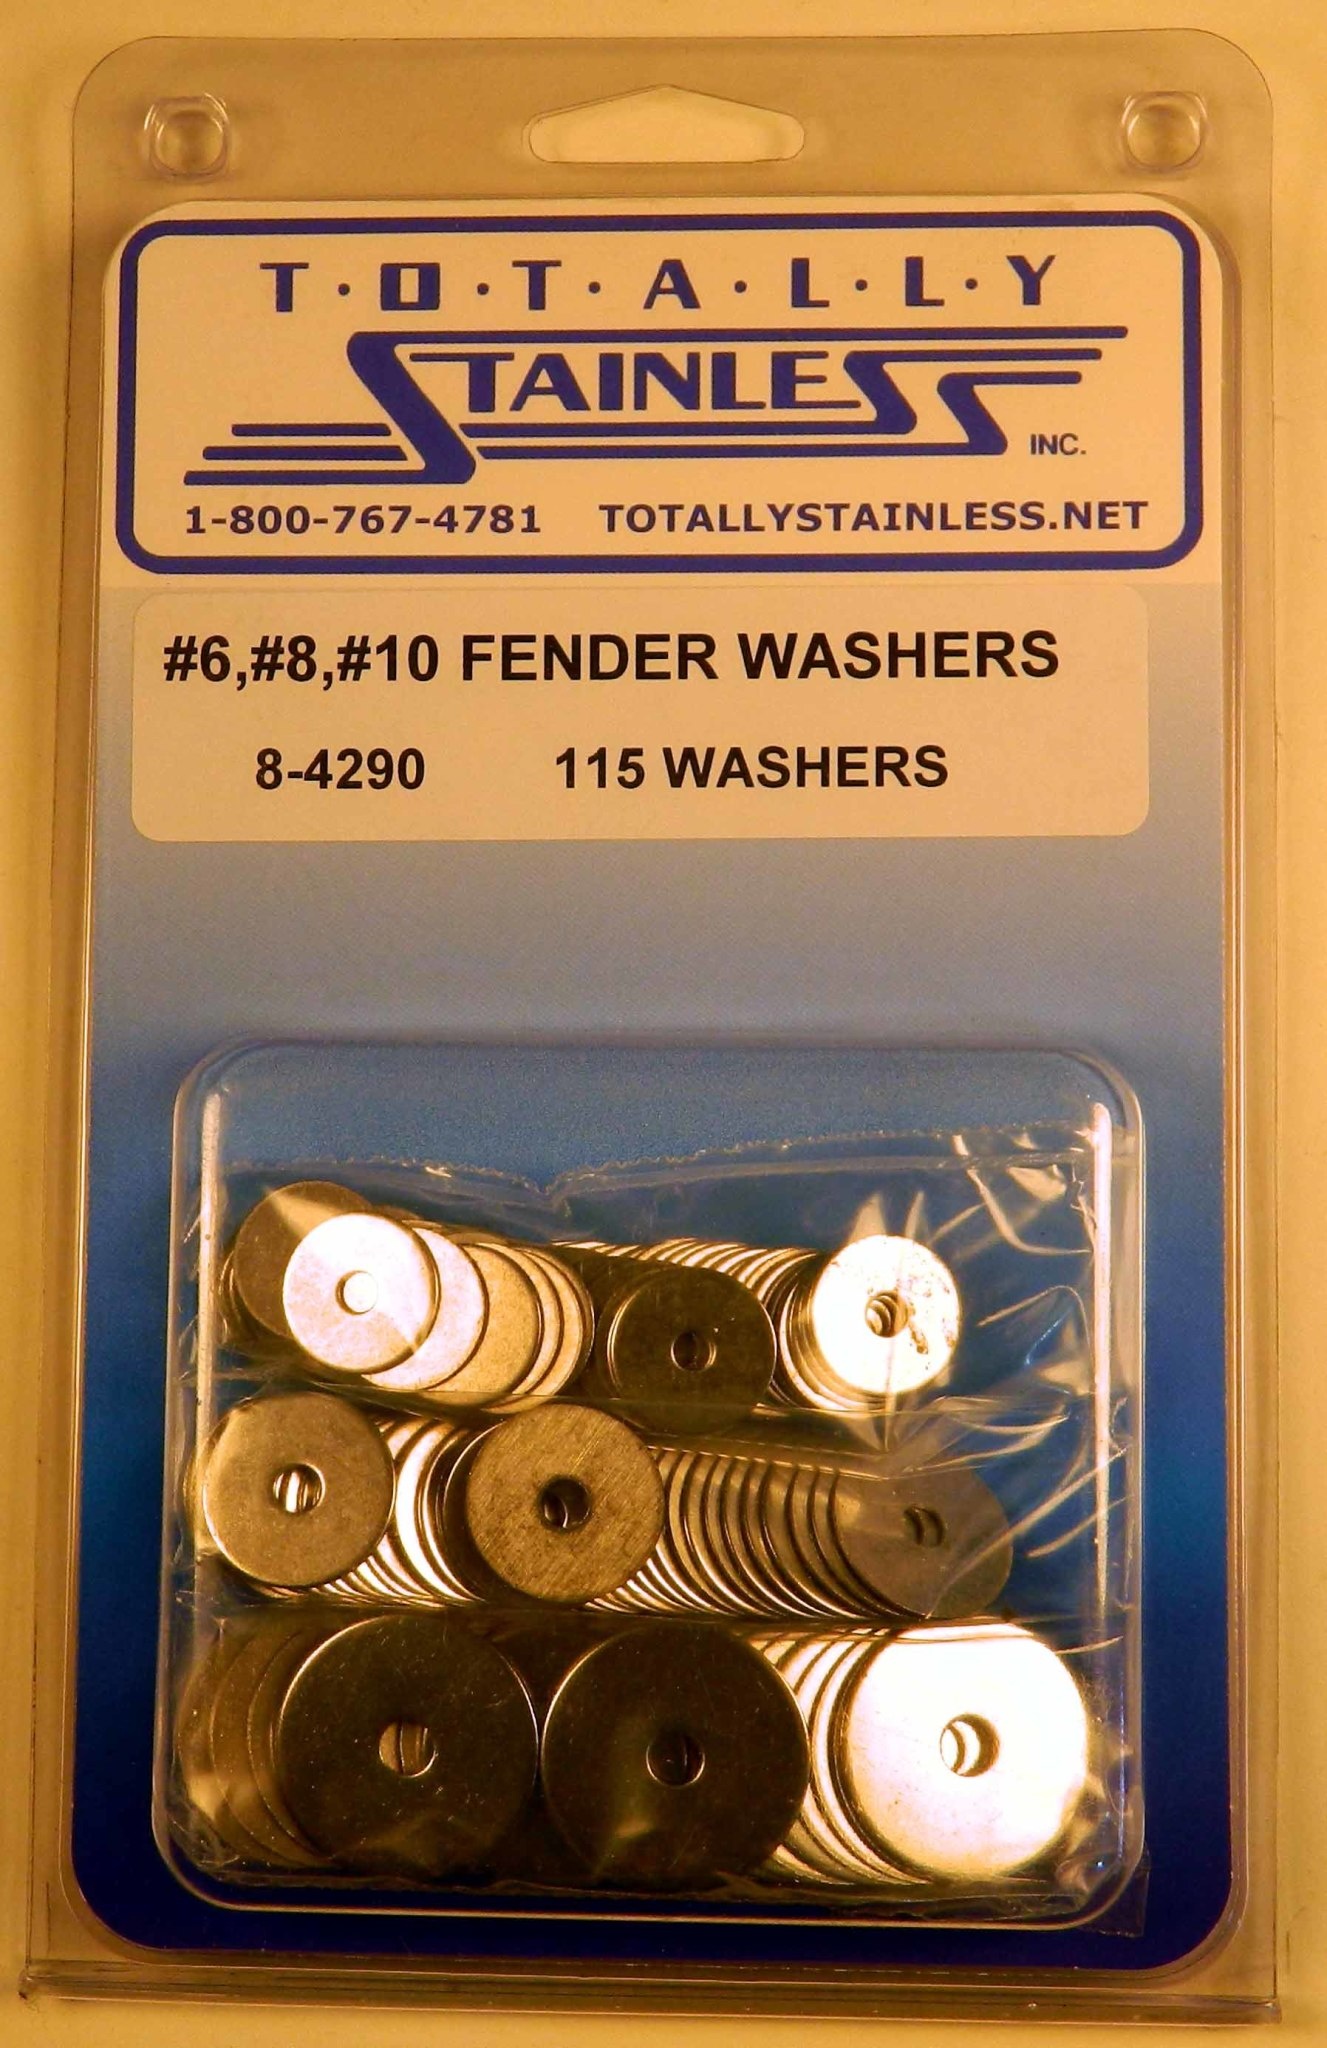 T·O·T·A·L·L·Y
STAINLESS INC.
1-800-767-4781 TOTALLYSTAINLESS.NET
#6,#8,#10 FENDER WASHERS
8-4290 115 WASHERS